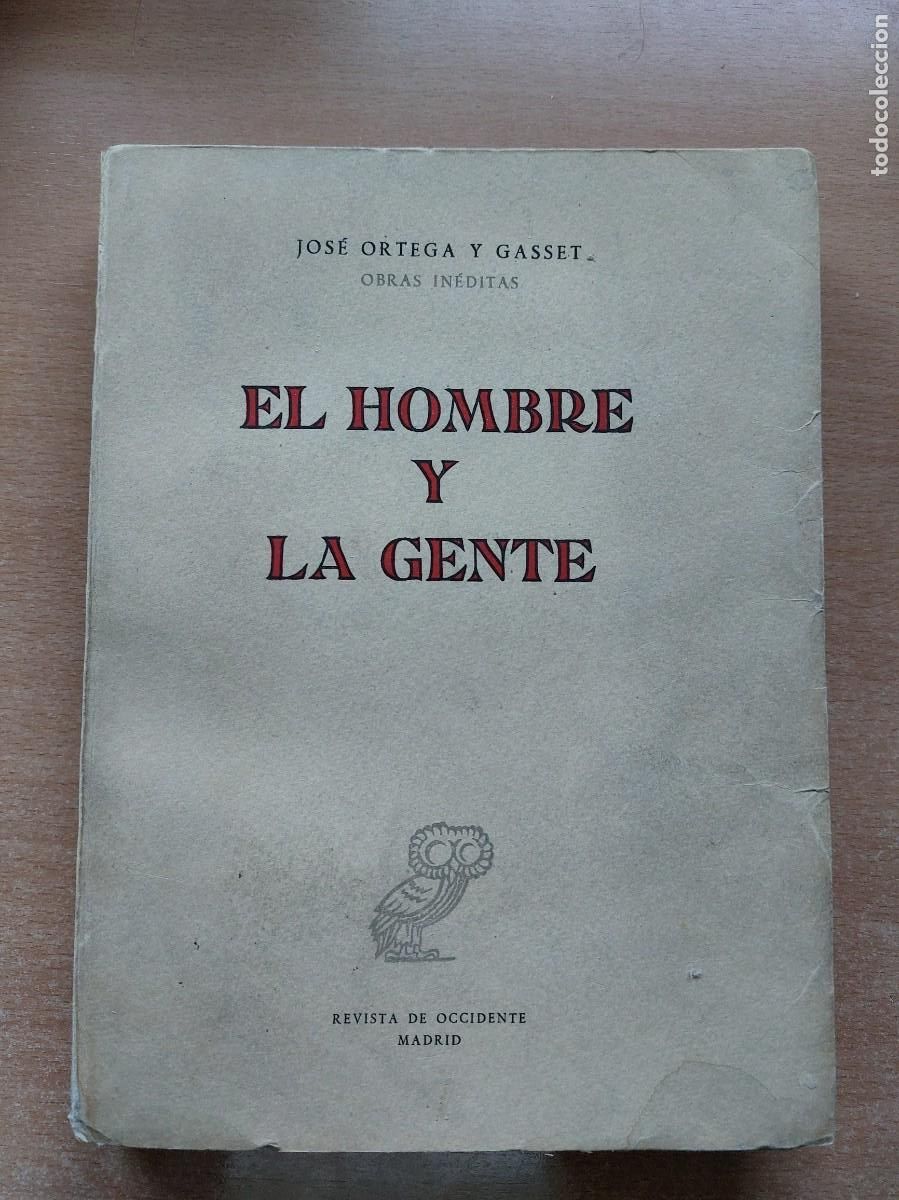 JOSÉ ORTEGA Y GASSET
OBRAS INÉDITAS
EL HOMBRE
Y
LA GENTE
REVISTA DE OCCIDENTE
MADRID
todocoleccion